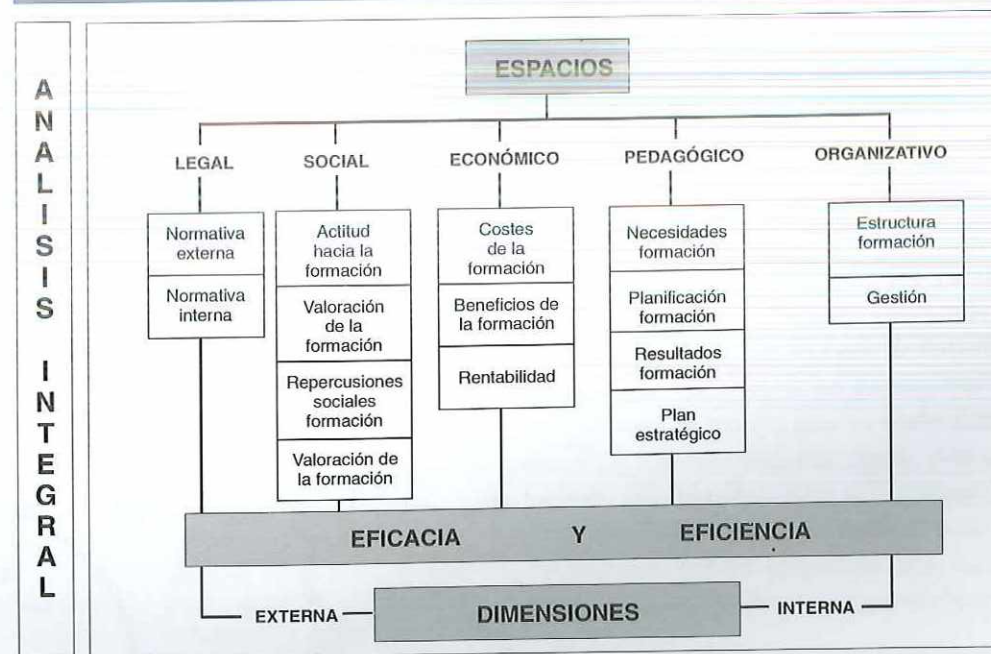 ANALISIS INTEGRAL
ESPACIOS
LEGAL
Normativa
externa
Normativa
interna
SOCIAL
Actitud
hacia la
formación
Valoración
de la
formación
Repercusiones
sociales
formación
Valoración de
la formación
ECONÓMICO
Costes
de la
formación
Beneficios de
la formación
Rentabilidad
PEDAGÓGICO
Necesidades
formación
Planificación
formación
Resultados
formación
Plan
estratégico
ORGANIZATIVO
Estructura
formación
Gestión
EFICACIA Y EFICIENCIA
EXTERNA
DIMENSIONES
INTERNA